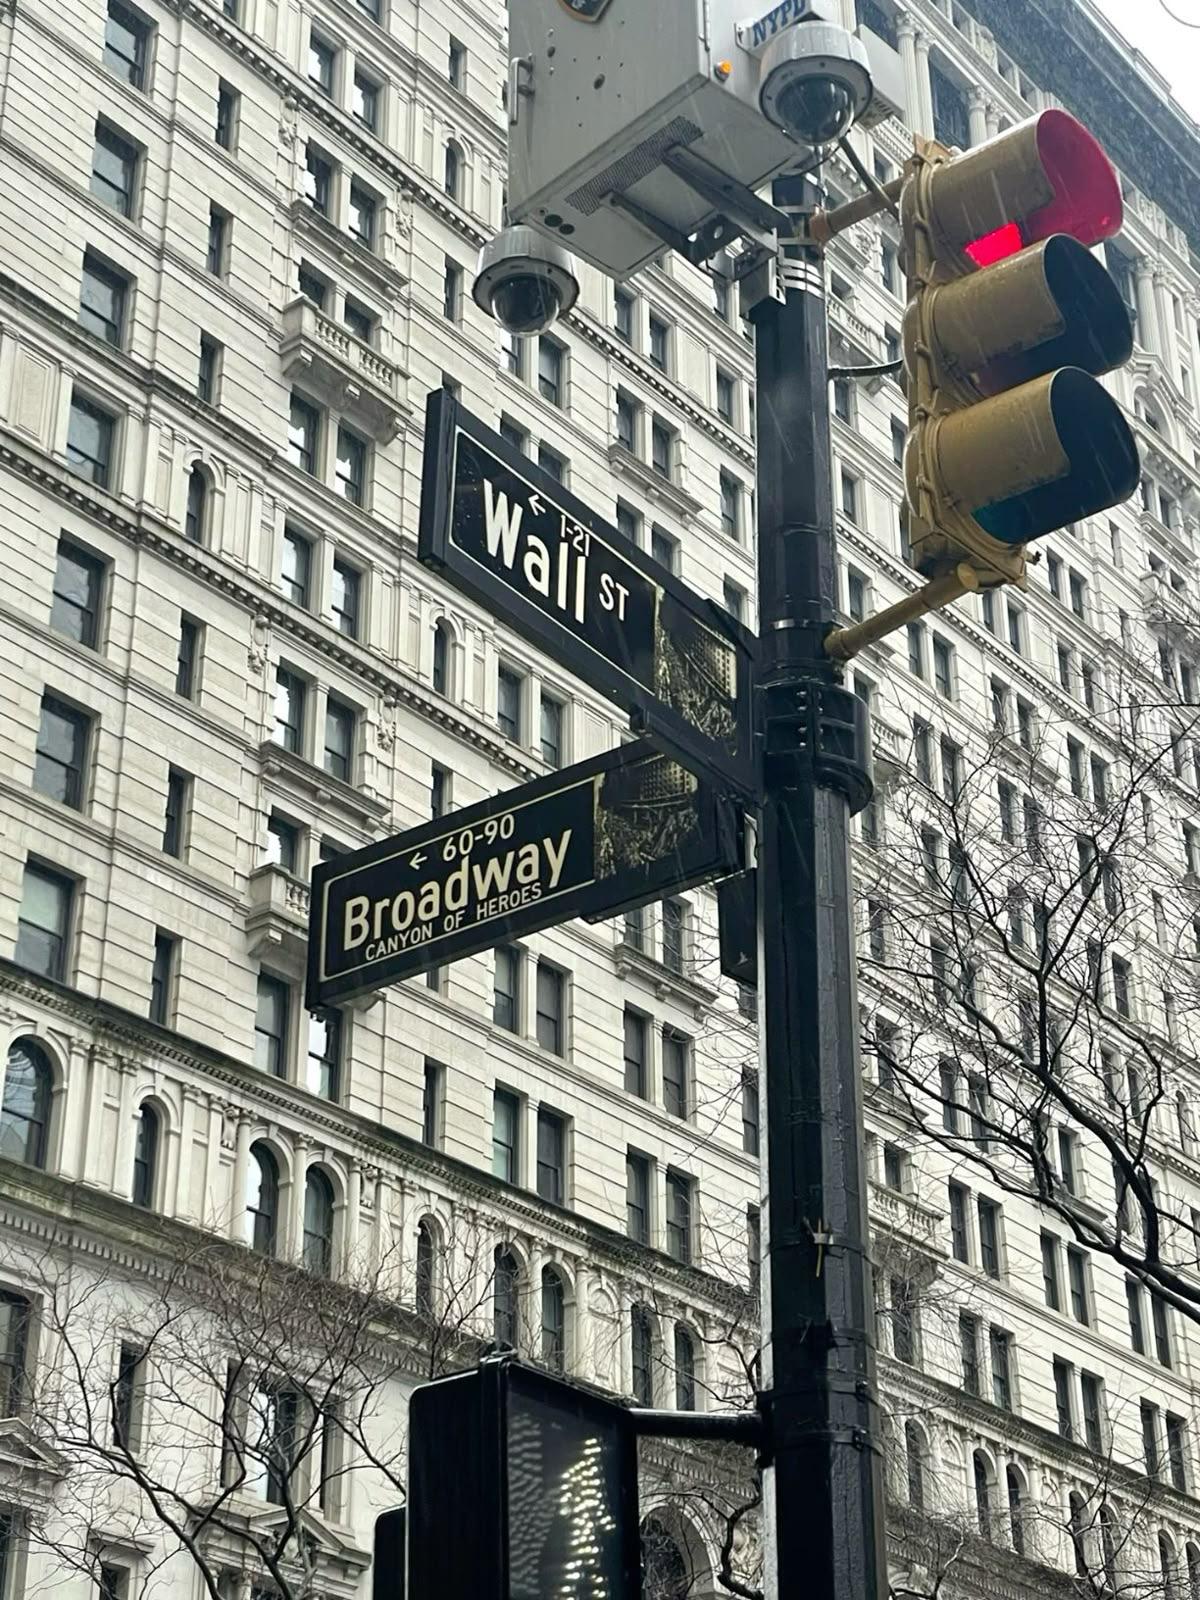 NYPD
← 1-21
Wall ST
← 60-90
Broadway
CANYON OF HEROES